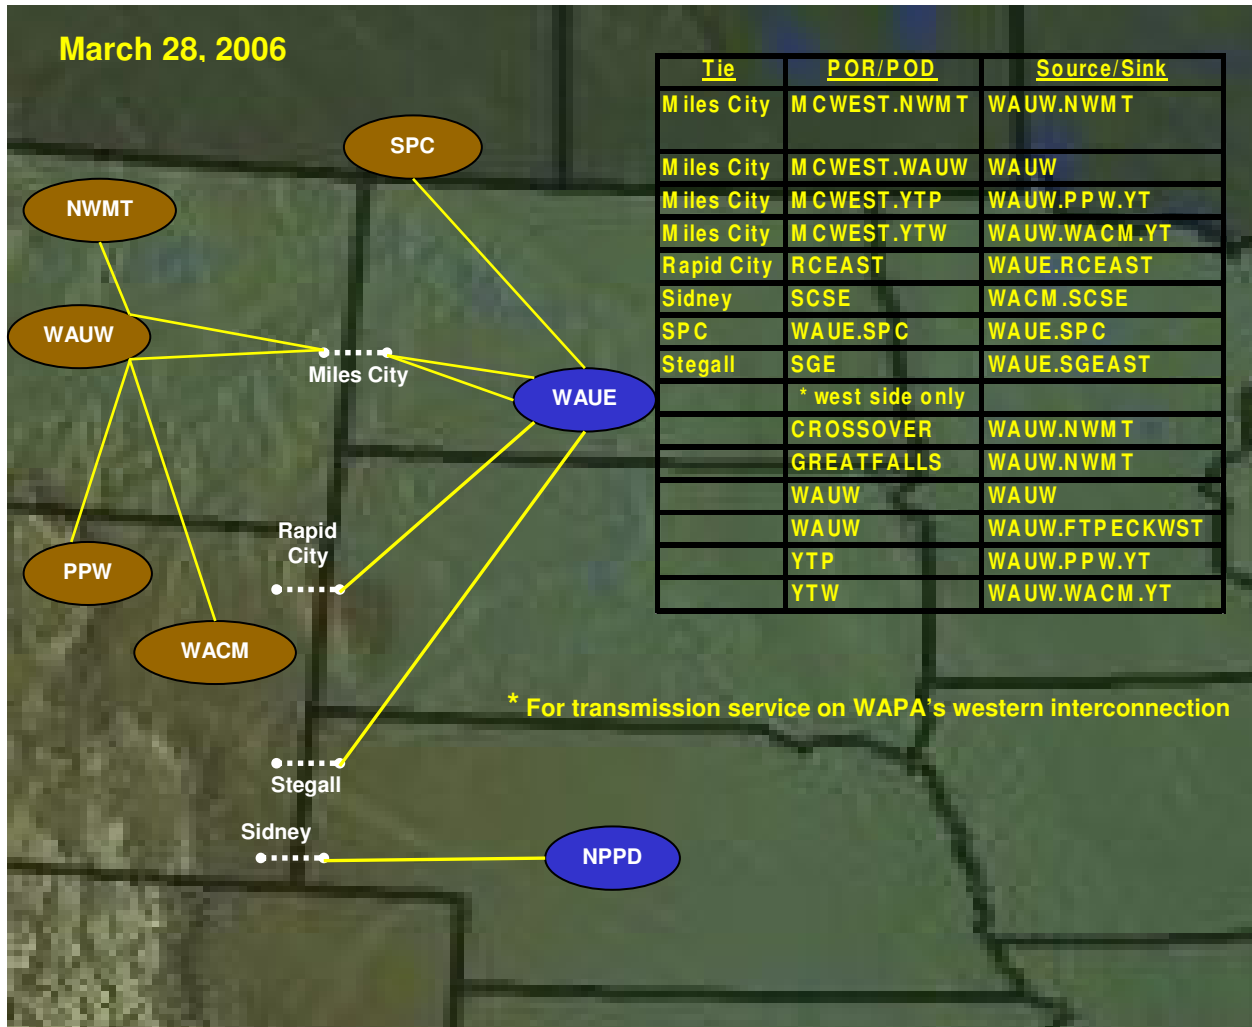 March 28, 2006
Tie POR/POD Source/Sink
Miles City MCWEST.NWMT WAUW.NWMT
Miles City MCWEST.WAUW WAUW
Miles City MCWEST.YTP WAUW.PPW.YT
Miles City MCWEST.YTW WAUW.WACM.YT
Rapid City RCEAST WAUE.RCEAST
Sidney SCSE WACM.SCSE
SPC WAUE.SPC WAUE.SPC
Stegall SGE WAUE.SGEAST
* west side only
CROSSOVER WAUW.NWMT
GREATFALLS WAUW.NWMT
WAUW WAUW
WAUW WAUW.FTPECKWST
YTP WAUW.PPW.YT
YTW WAUW.WACM.YT
SPC
NWMT
WAUW
Miles City
WAUE
Rapid
City
PPW
WACM
* For transmission service on WAPA's western interconnection
Stegall
Sidney
NPPD